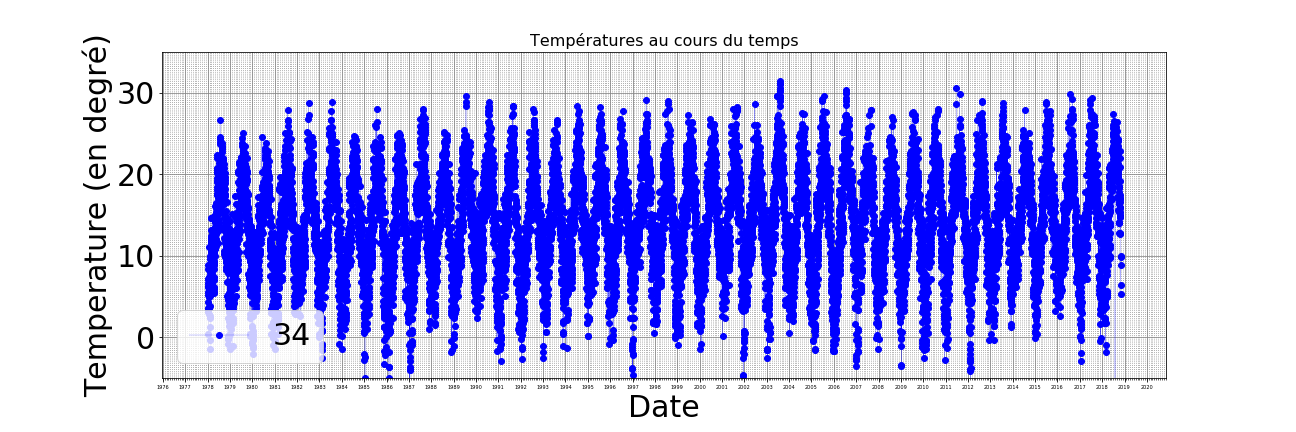 Températures au cours du temps
Temperature (en degré)
30
20
10
0
34
1976 1977 1978 1979 1980 1981 1982 1983 1984 1985 1986 1987 1988 1989 1990 1991 1992 1993 1994 1995 1996 1997 1998 1999 2000 2001 2002 2003 2004 2005 2006 2007 2008 2009 2010 2011 2012 2013 2014 2015 2016 2017 2018 2019 2020
Date